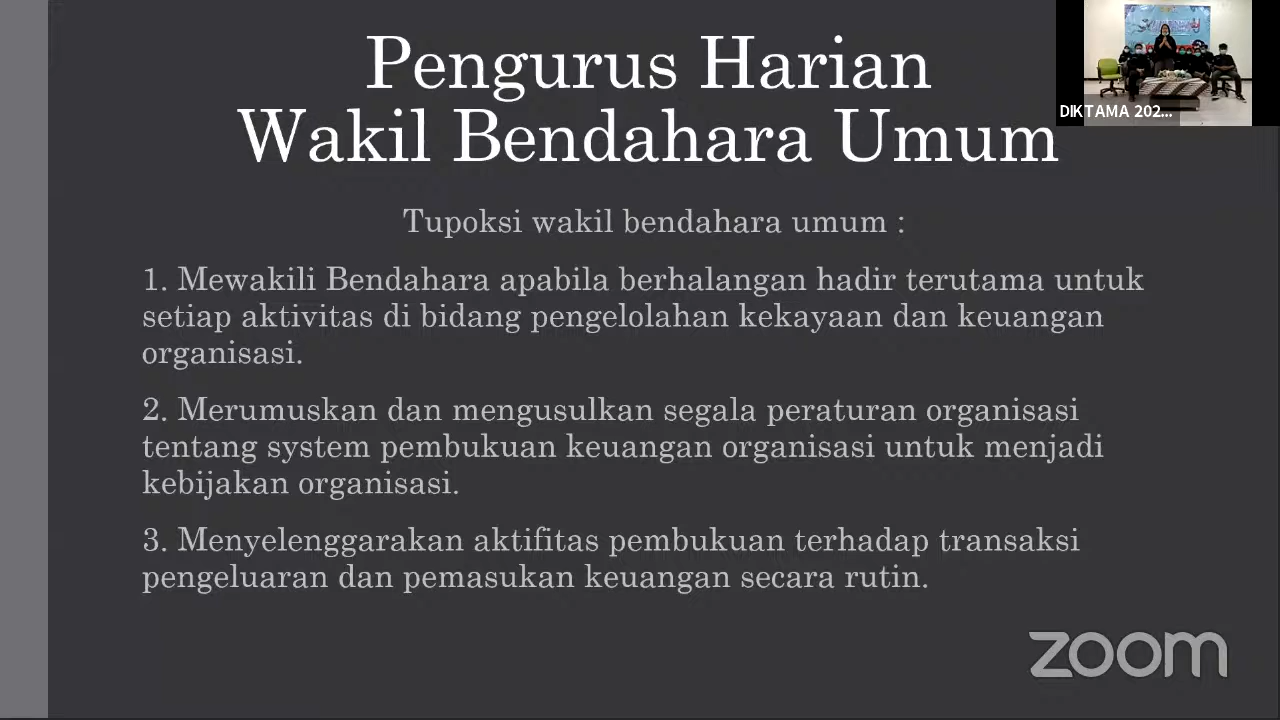 Pengurus Harian
Wakil Bendahara Umum
DIKTAMA 202...
Tupoksi wakil bendahara umum :
1. Mewakili Bendahara apabila berhalangan hadir terutama untuk
setiap aktivitas di bidang pengelolahan kekayaan dan keuangan
organisasi.
2. Merumuskan dan mengusulkan segala peraturan organisasi
tentang system pembukuan keuangan organisasi untuk menjadi
kebijakan organisasi.
3. Menyelenggarakan aktifitas pembukuan terhadap transaksi
pengeluaran dan pemasukan keuangan secara rutin.
zoom